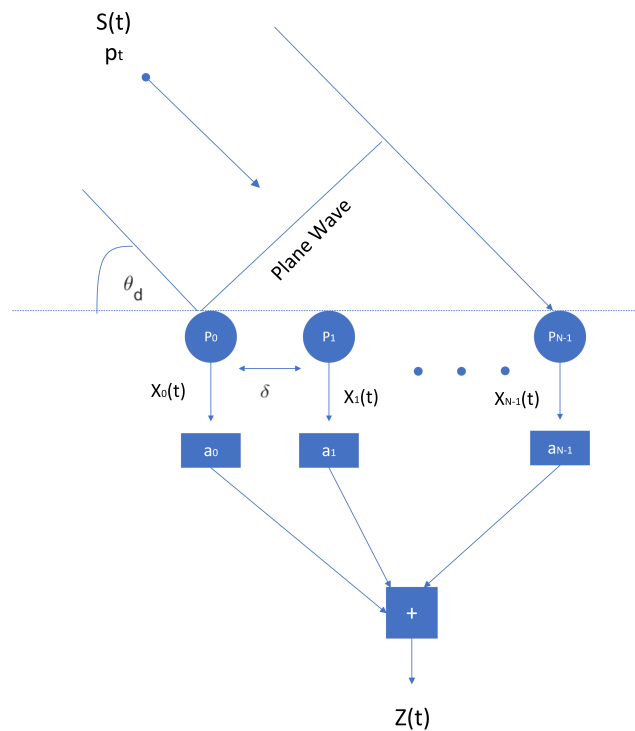 S(t)
pt
Plane Wave
θd
P0 P1 PN-1
X0(t) δ X1(t) XN-1(t)
a0 a1 aN-1
+
Z(t)